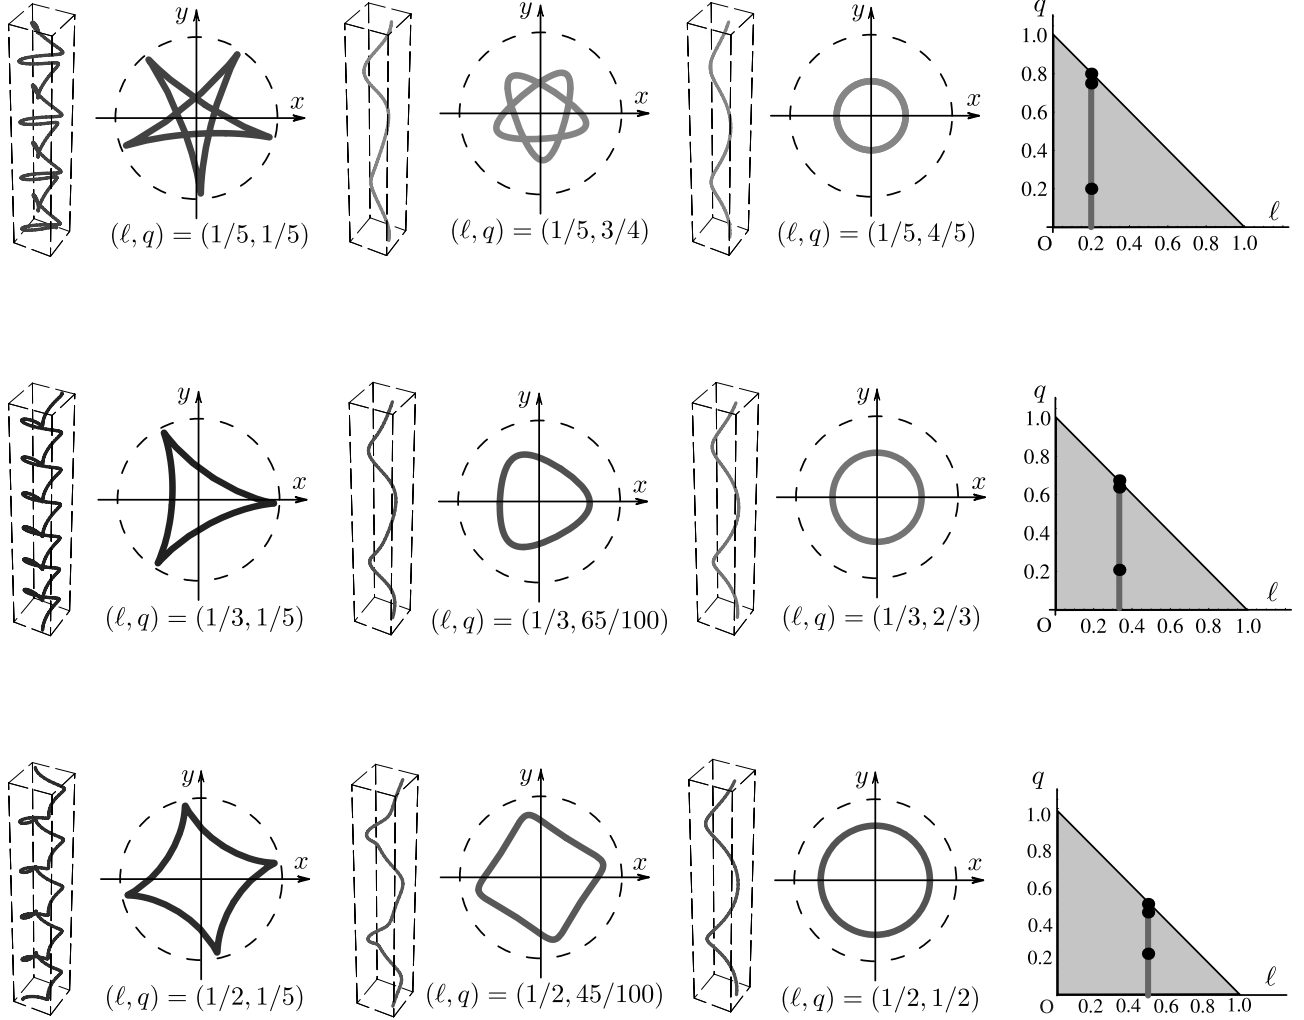 y
x
(ℓ, q) = (1/5, 1/5)
y
x
(ℓ, q) = (1/5, 3/4)
y
x
(ℓ, q) = (1/5, 4/5)
q
1.0
0.8
0.6
0.4
0.2
O 0.2 0.4 0.6 0.8 1.0
ℓ
y
x
(ℓ, q) = (1/3, 1/5)
y
x
(ℓ, q) = (1/3, 65/100)
y
x
(ℓ, q) = (1/3, 2/3)
q
1.0
0.8
0.6
0.4
0.2
O 0.2 0.4 0.6 0.8 1.0
ℓ
y
x
(ℓ, q) = (1/2, 1/5)
y
x
(ℓ, q) = (1/2, 45/100)
y
x
(ℓ, q) = (1/2, 1/2)
q
1.0
0.8
0.6
0.4
0.2
O 0.2 0.4 0.6 0.8 1.0
ℓ